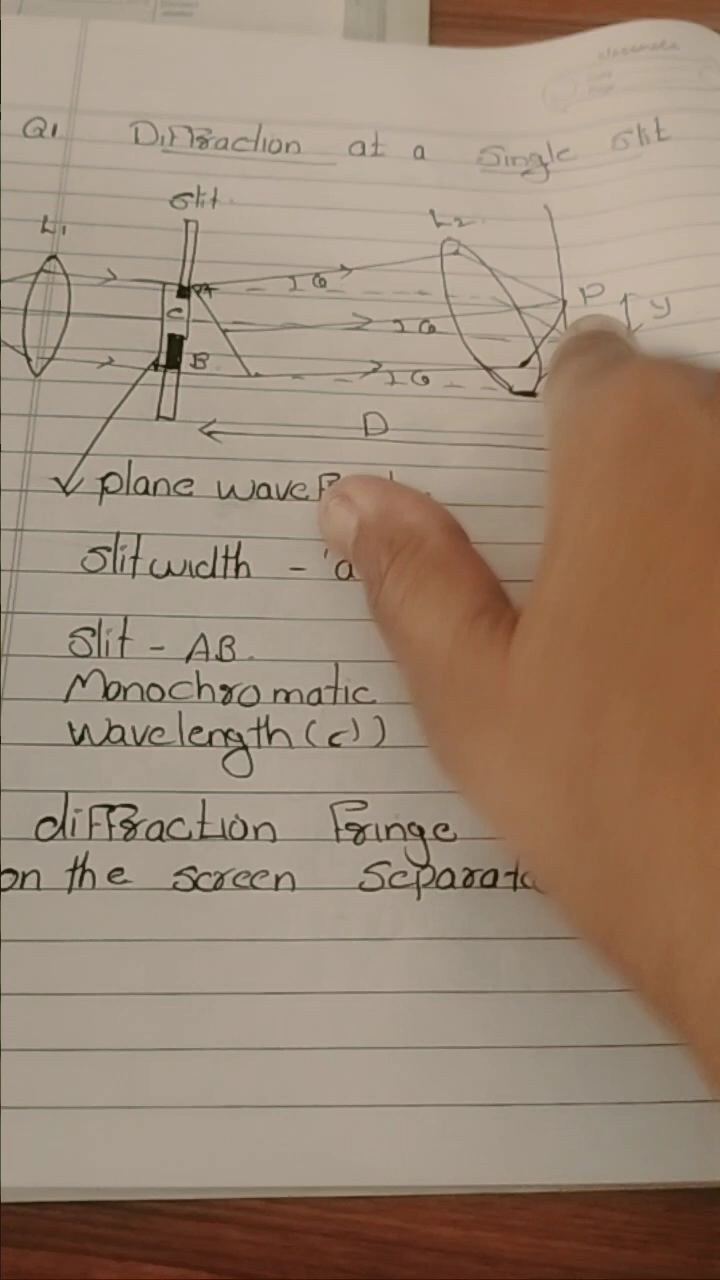 classmate
Q1 Diffraction at a Single Slit
Slit
L1
L2
A
θ
P
y
C
θ
B
θ
D
plane wave
Slit width - 'a
Slit - AB.
Monochromatic
Wavelength (d)
diffraction Fringe
on the screen